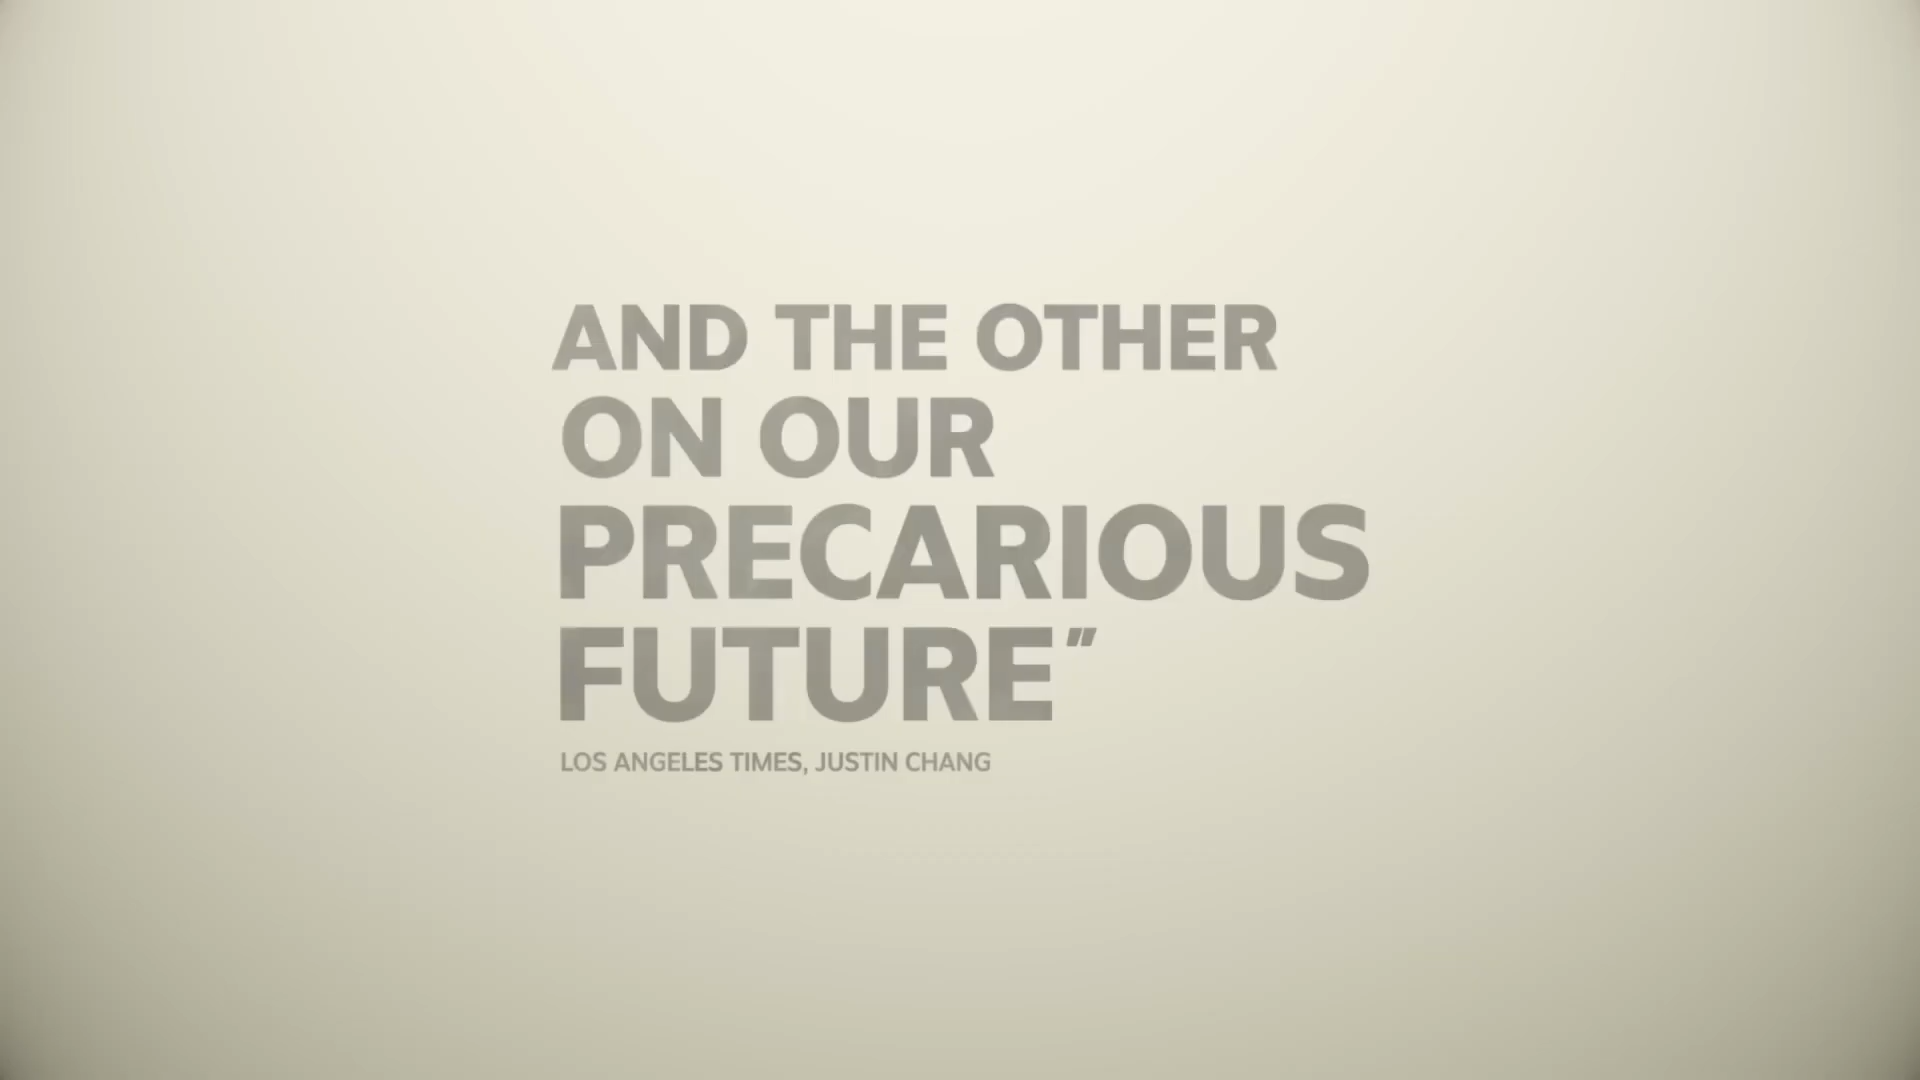 AND THE OTHER
ON OUR
PRECARIOUS
FUTURE”
LOS ANGELES TIMES, JUSTIN CHANG